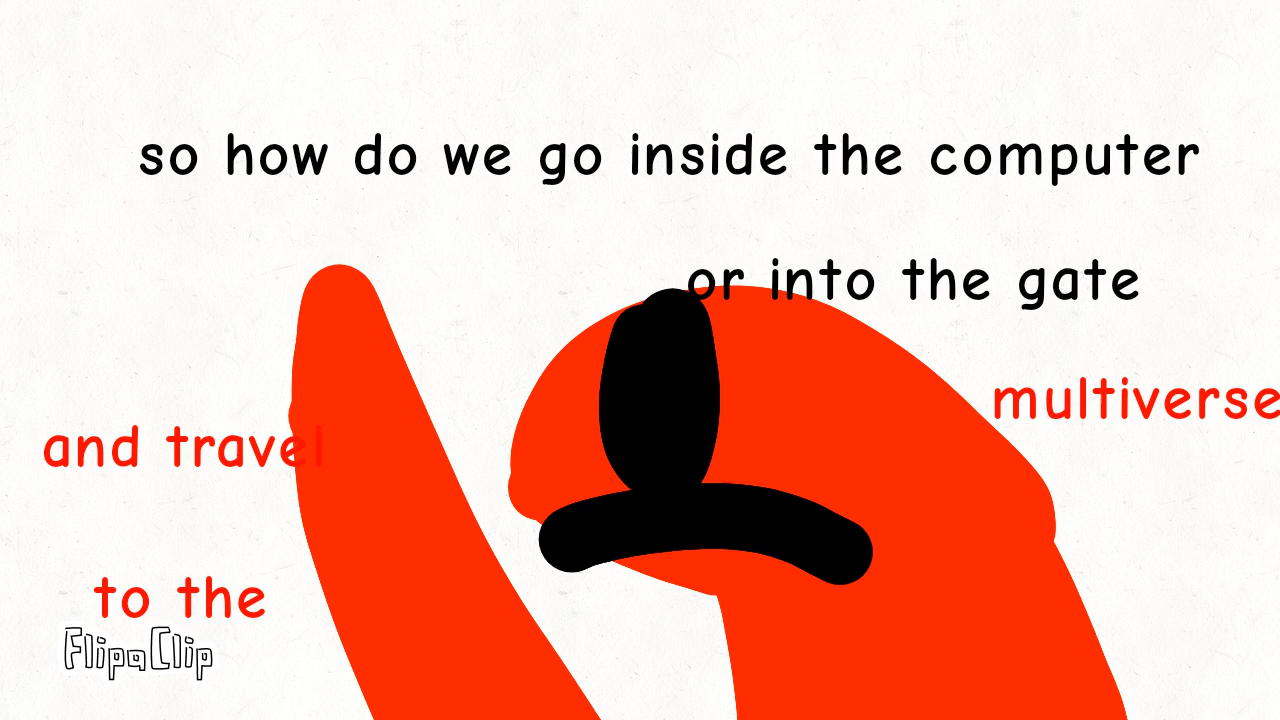 so how do we go inside the computer
or into the gate
and travel
to the
multiverse
FlipaClip